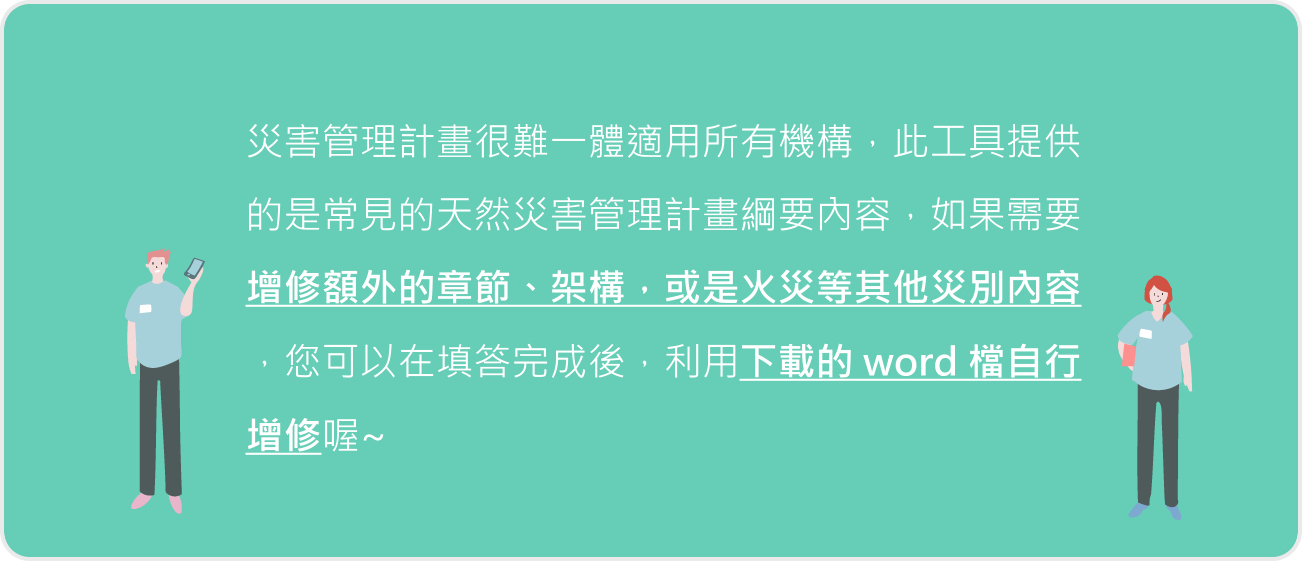 災害管理計畫很難一體適用所有機構，此工具提供
的是常見的天然災害管理計畫綱要內容，如果需要
增修額外的章節、架構，或是火災等其他災別內容
，您可以在填答完成後，利用下載的 word 檔自行
增修喔~